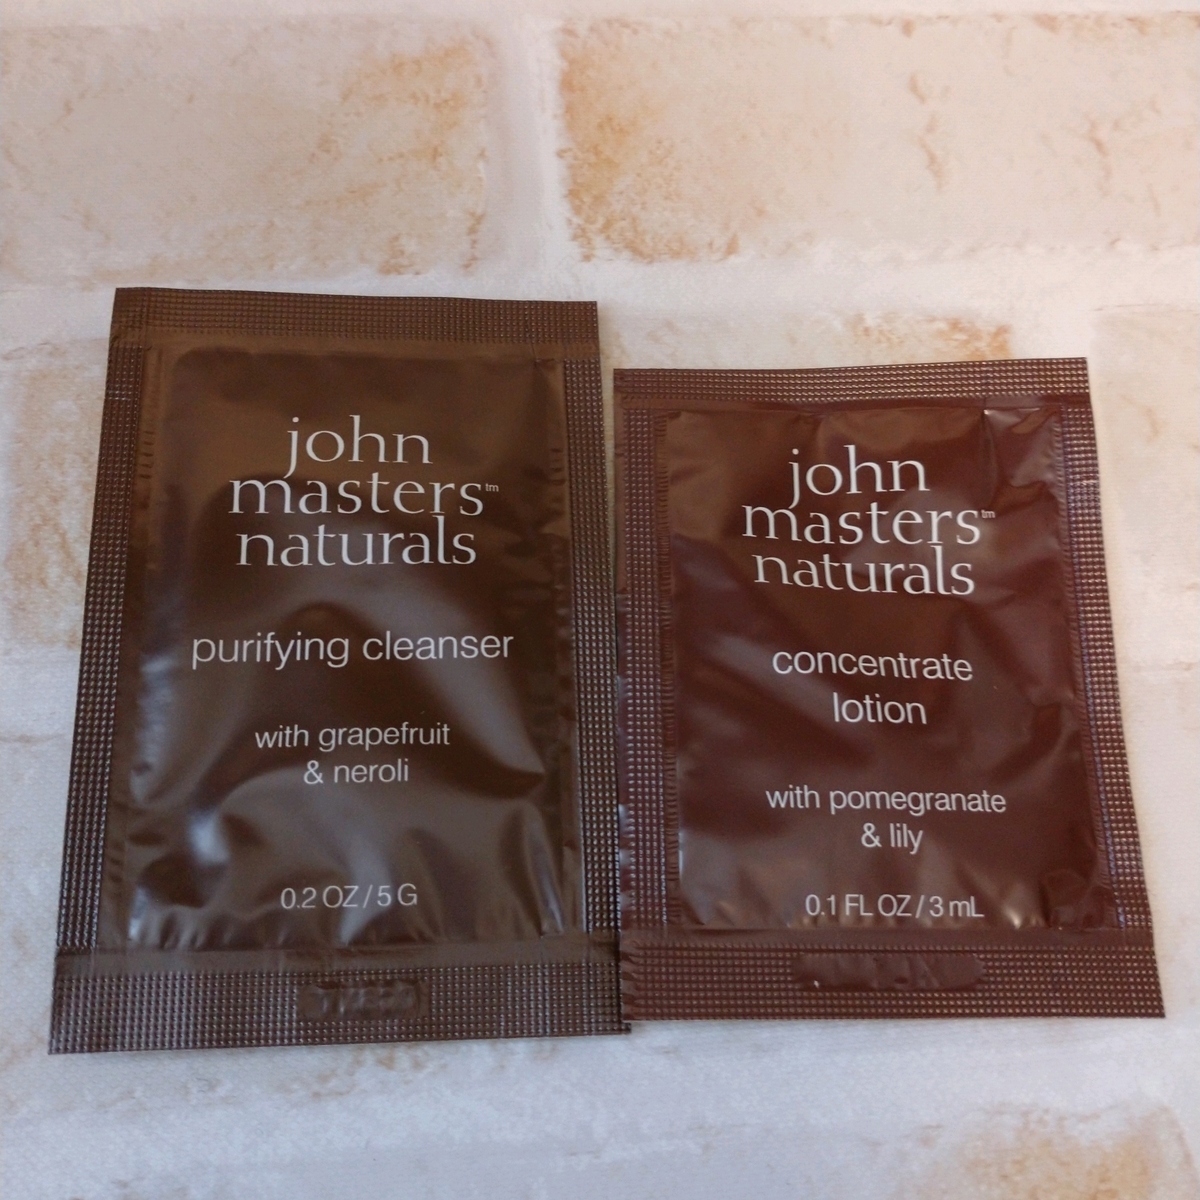 john
masters™
naturals
purifying cleanser
with grapefruit
& neroli
0.2 OZ / 5 G
john
masters™
naturals
concentrate
lotion
with pomegranate
& lily
0.1 FL OZ / 3 mL